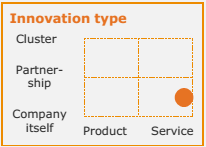 Innovation type
Cluster
Partner-
ship
Company
itself
Product Service